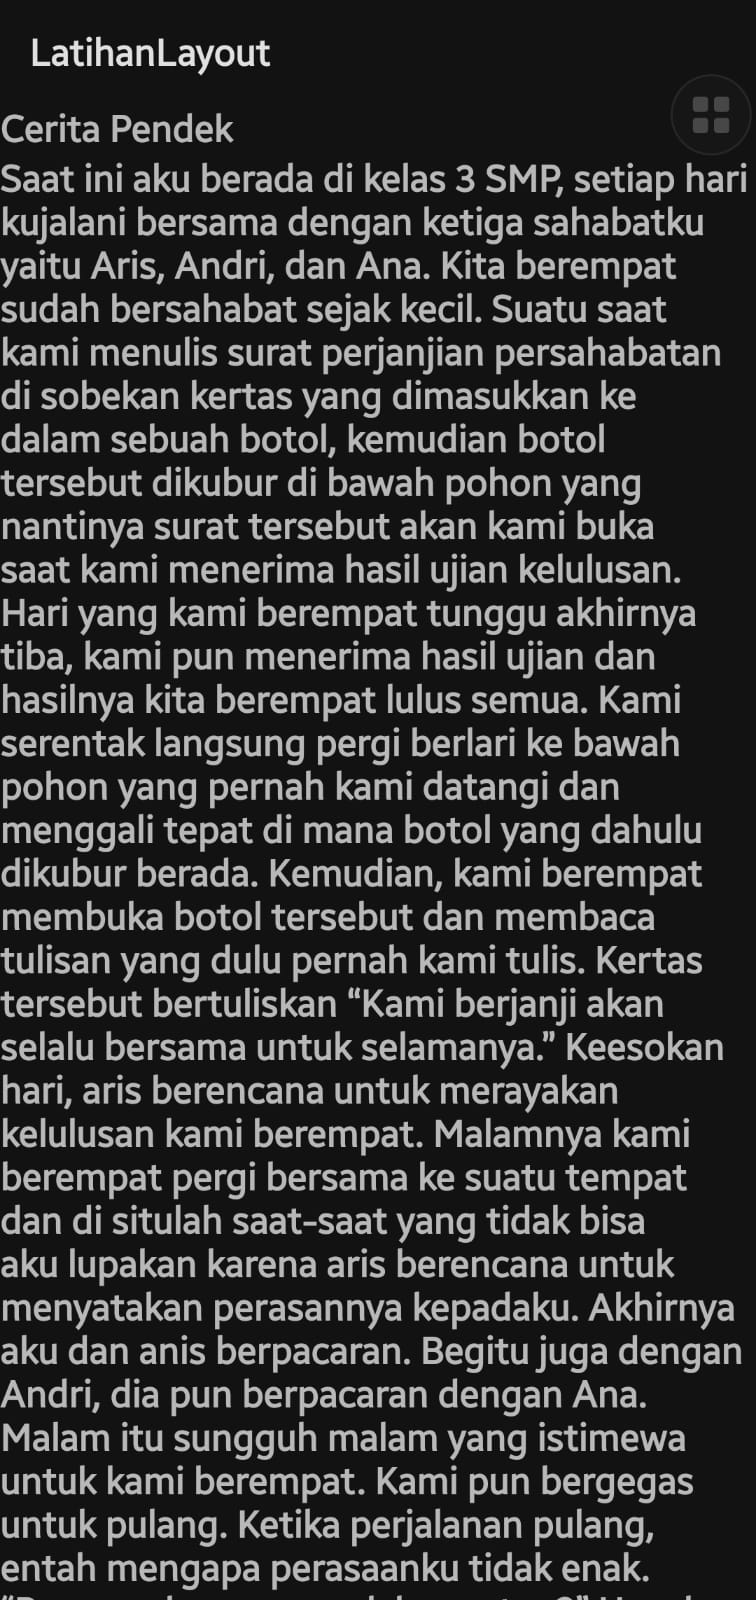 LatihanLayout
Cerita Pendek
Saat ini aku berada di kelas 3 SMP, setiap hari
kujalani bersama dengan ketiga sahabatku
yaitu Aris, Andri, dan Ana. Kita berempat
sudah bersahabat sejak kecil. Suatu saat
kami menulis surat perjanjian persahabatan
di sobekan kertas yang dimasukkan ke
dalam sebuah botol, kemudian botol
tersebut dikubur di bawah pohon yang
nantinya surat tersebut akan kami buka
saat kami menerima hasil ujian kelulusan.
Hari yang kami berempat tunggu akhirnya
tiba, kami pun menerima hasil ujian dan
hasilnya kita berempat lulus semua. Kami
serentak langsung pergi berlari ke bawah
pohon yang pernah kami datangi dan
menggali tepat di mana botol yang dahulu
dikubur berada. Kemudian, kami berempat
membuka botol tersebut dan membaca
tulisan yang dulu pernah kami tulis. Kertas
tersebut bertuliskan “Kami berjanji akan
selalu bersama untuk selamanya.” Keesokan
hari, aris berencana untuk merayakan
kelulusan kami berempat. Malamnya kami
berempat pergi bersama ke suatu tempat
dan di situlah saat-saat yang tidak bisa
aku lupakan karena aris berencana untuk
menyatakan perasannya kepadaku. Akhirnya
aku dan anis berpacaran. Begitu juga dengan
Andri, dia pun berpacaran dengan Ana.
Malam itu sungguh malam yang istimewa
untuk kami berempat. Kami pun bergegas
untuk pulang. Ketika perjalanan pulang,
entah mengapa perasaanku tidak enak.